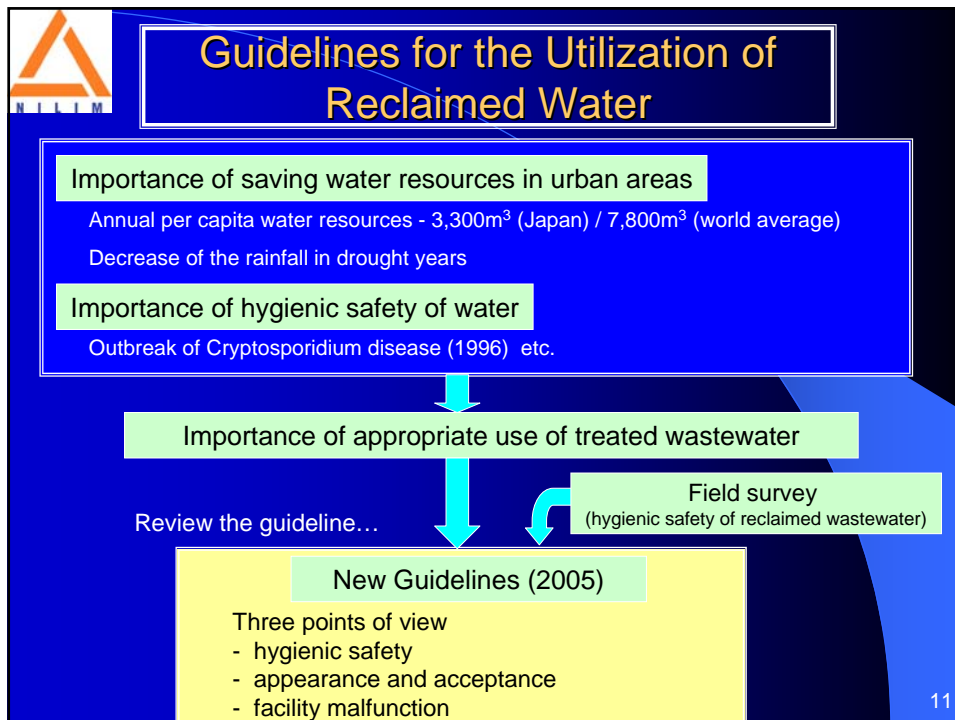 NILIM
Guidelines for the Utilization of
Reclaimed Water
Importance of saving water resources in urban areas
Annual per capita water resources - 3,300m³ (Japan) / 7,800m³ (world average)
Decrease of the rainfall in drought years
Importance of hygienic safety of water
Outbreak of Cryptosporidium disease (1996)  etc.
Importance of appropriate use of treated wastewater
Field survey
(hygienic safety of reclaimed wastewater)
Review the guideline…
New Guidelines (2005)
Three points of view
- hygienic safety
- appearance and acceptance
- facility malfunction
11